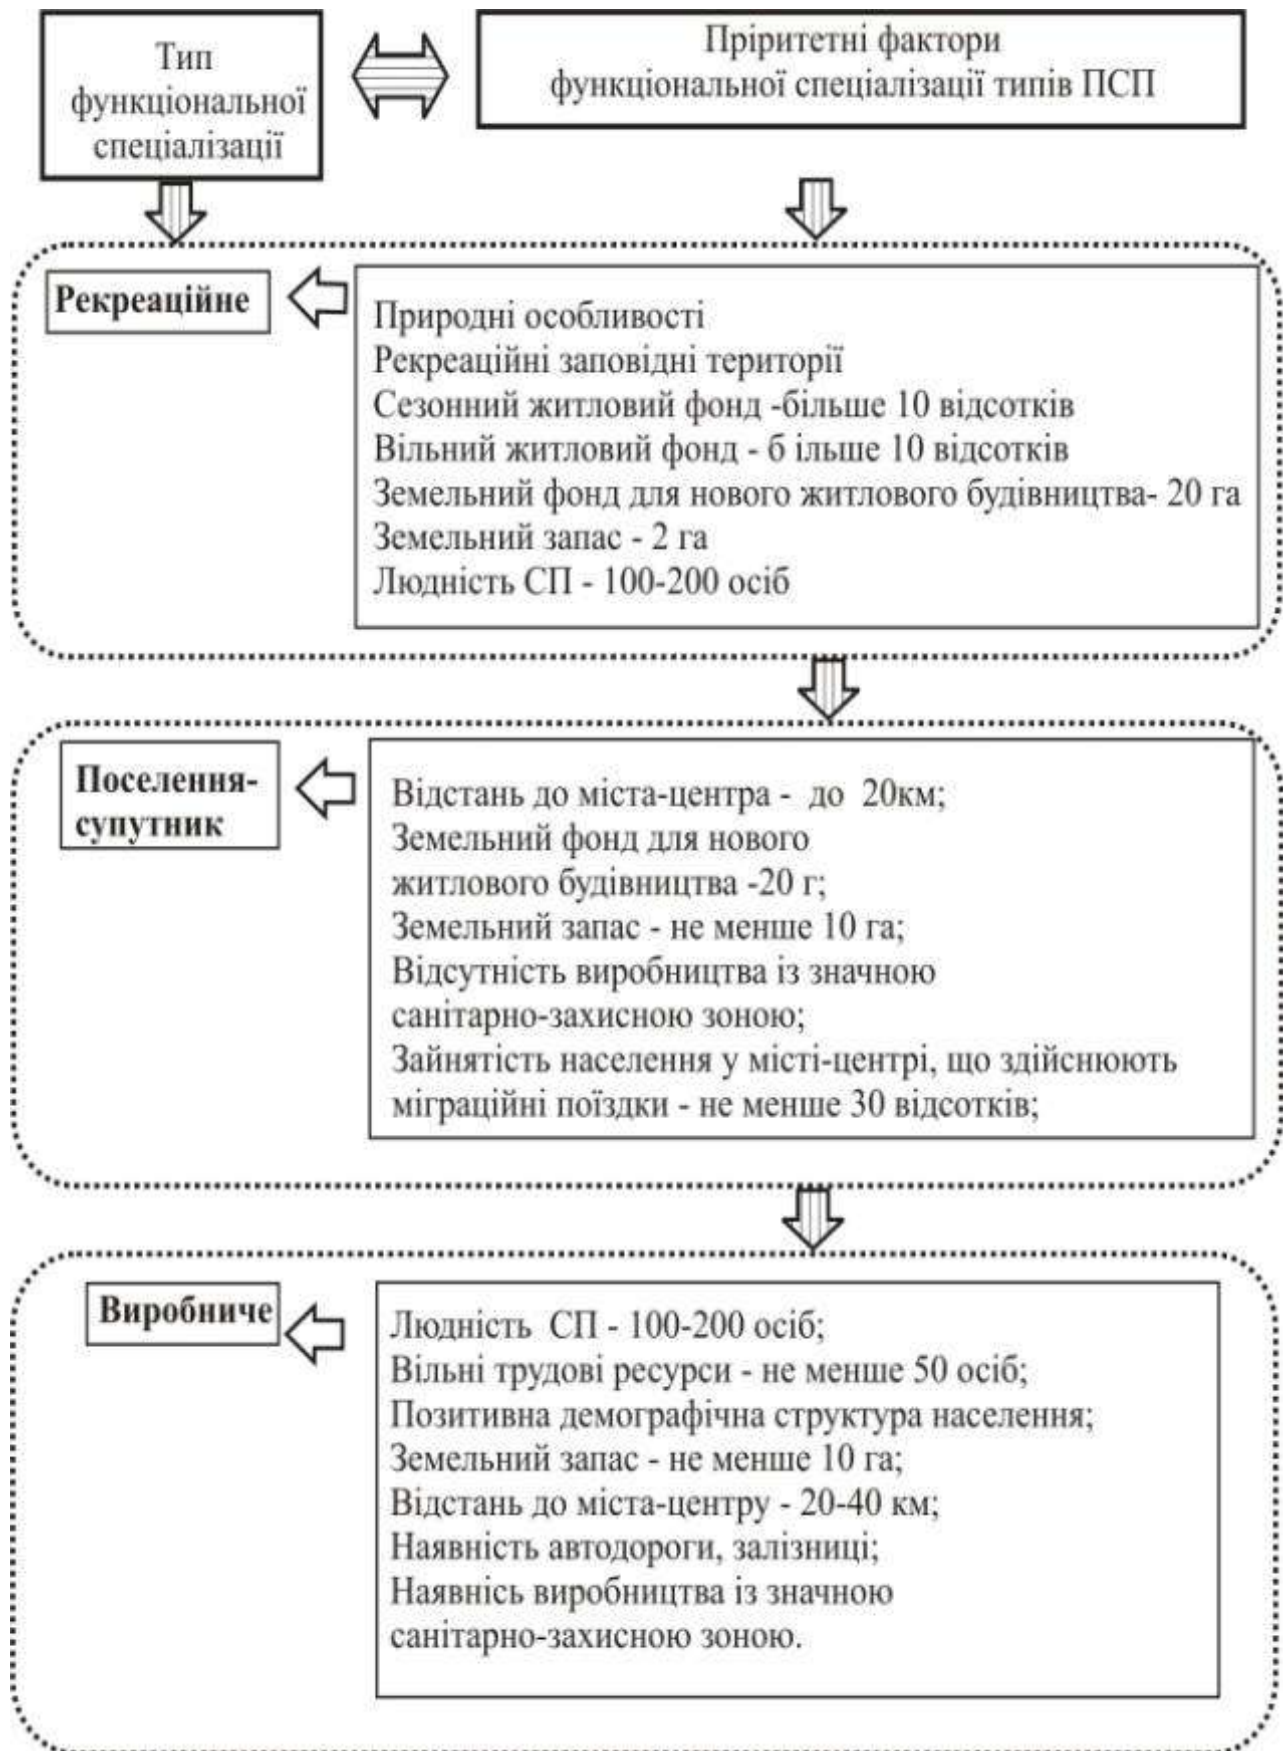 Тип
функціональної
спеціалізації
Пріритетні фактори
функціональної спеціалізації типів ПСП
Рекреаційне
Природні особливості
Рекреаційні заповідні території
Сезонний житловий фонд -більше 10 відсотків
Вільний житловий фонд - б ільше 10 відсотків
Земельний фонд для нового житлового будівництва- 20 га
Земельний запас - 2 га
Людність СП - 100-200 осіб
Поселення-
супутник
Відстань до міста-центра - до 20км;
Земельний фонд для нового
житлового будівництва -20 г;
Земельний запас - не менше 10 га;
Відсутність виробництва із значною
санітарно-захисною зоною;
Зайнятість населення у місті-центрі, що здійснюють
міграційні поїздки - не менше 30 відсотків;
Виробниче
Людність СП - 100-200 осіб;
Вільні трудові ресурси - не менше 50 осіб;
Позитивна демографічна структура населення;
Земельний запас - не менше 10 га;
Відстань до міста-центру - 20-40 км;
Наявність автодороги, залізниці;
Наявнісь виробництва із значною
санітарно-захисною зоною.